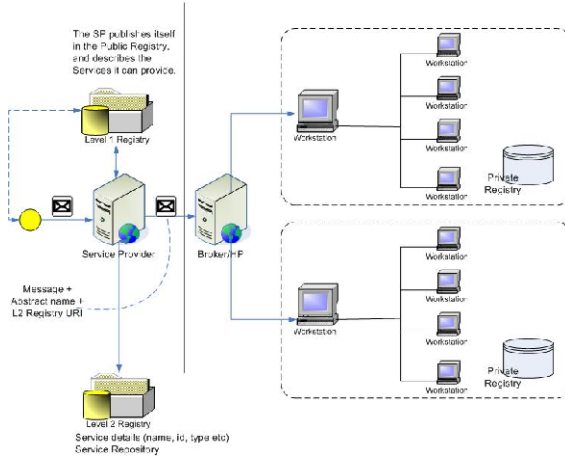 The SP publishes itself
in the Public Registry,
and describes the
Services it can provide.
Level 1 Registry
Service Provider
Broker/HP
Message +
Abstract name +
L2 Registry URI
Level 2 Registry
Service details (name, id, type etc)
Service Repository
Workstation
Workstation
Workstation
Workstation
Workstation
Private
Registry
Workstation
Workstation
Workstation
Workstation
Workstation
Private
Registry